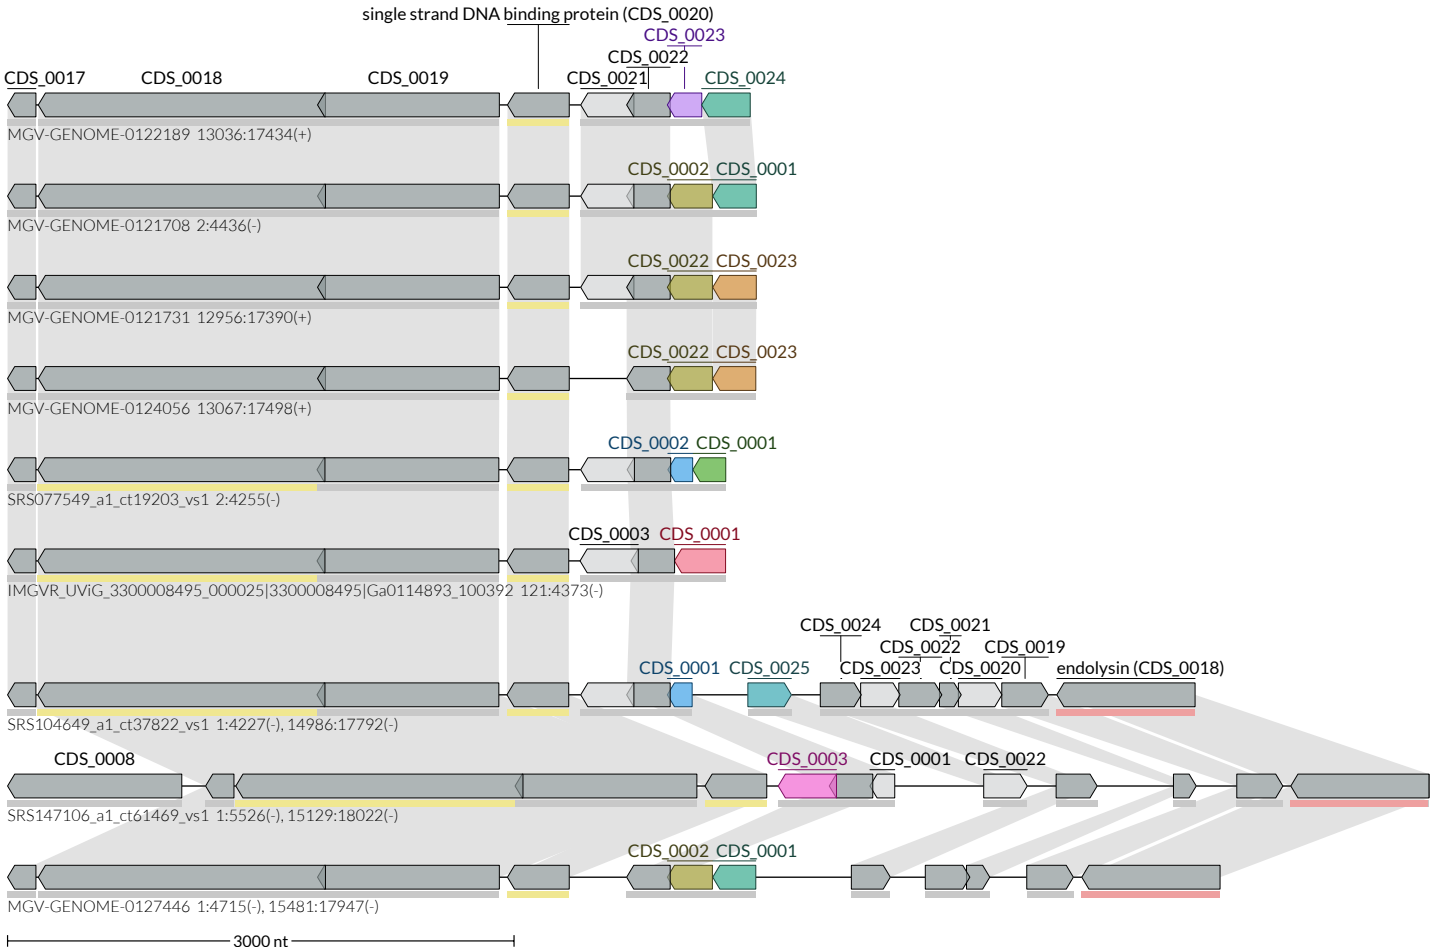 single strand DNA binding protein (CDS_0020)
CDS_0023
CDS_0022
CDS_0017 CDS_0018 CDS_0019 CDS_0021 CDS_0024
MGV-GENOME-0122189 13036:17434(+)
CDS_0002 CDS_0001
MGV-GENOME-0121708 2:4436(-)
CDS_0022 CDS_0023
MGV-GENOME-0121731 12956:17390(+)
CDS_0022 CDS_0023
MGV-GENOME-0124056 13067:17498(+)
CDS_0002 CDS_0001
SRS077549_a1_ct19203_vs1 2:4255(-)
CDS_0003 CDS_0001
IMGVR_UViG_3300008495_000025|3300008495|Ga0114893_100392 121:4373(-)
CDS_0024 CDS_0021
CDS_0022 CDS_0019
CDS_0001 CDS_0025 CDS_0023 CDS_0020 endolysin (CDS_0018)
SRS104649_a1_ct37822_vs1 1:4227(-), 14986:17792(-)
CDS_0008 CDS_0003 CDS_0001 CDS_0022
SRS147106_a1_ct61469_vs1 1:5526(-), 15129:18022(-)
CDS_0002 CDS_0001
MGV-GENOME-0127446 1:4715(-), 15481:17947(-)
3000 nt